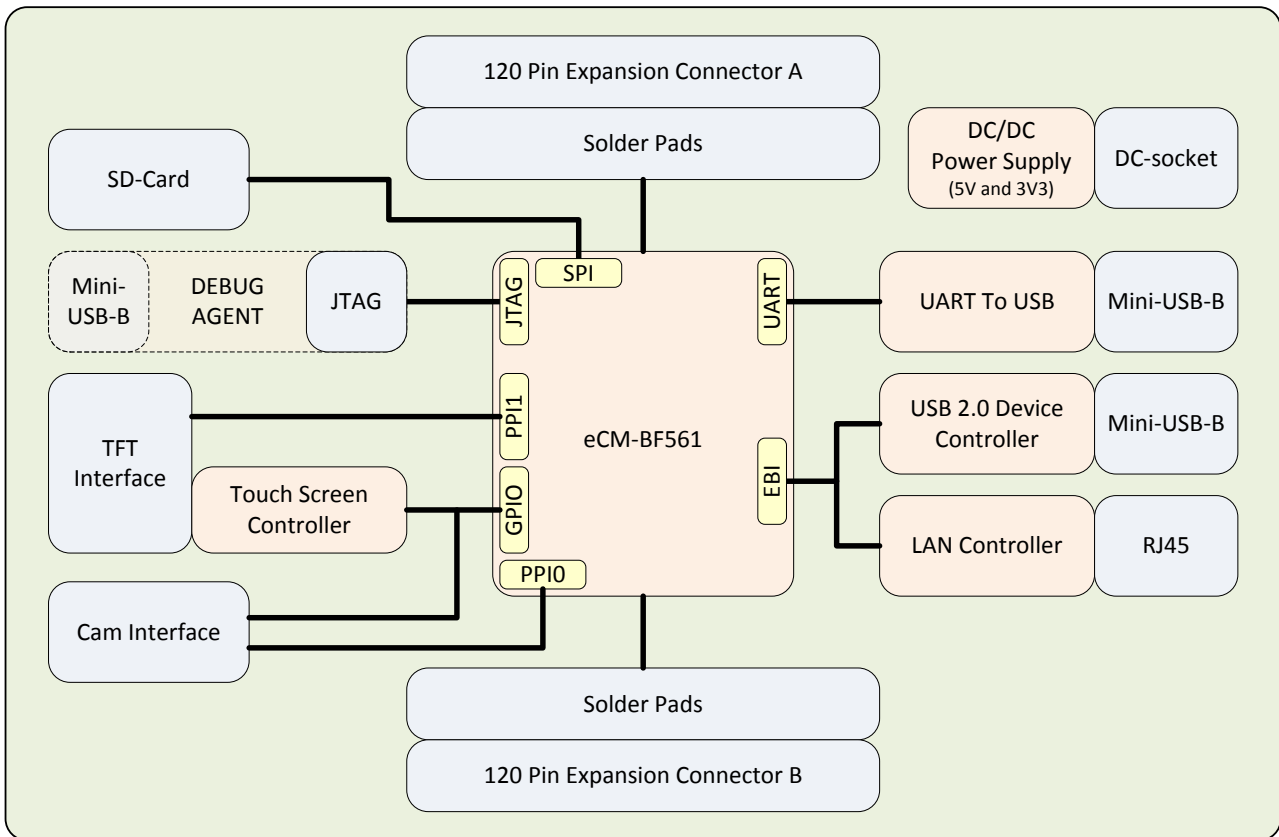 120 Pin Expansion Connector A
Solder Pads
DC/DC
Power Supply
(5V and 3V3)
DC-socket
SD-Card
Mini-
USB-B
DEBUG
AGENT
JTAG
JTAG
SPI
UART
UART To USB
Mini-USB-B
TFT
Interface
Touch Screen
Controller
PPI1
GPIO
PPI0
eCM-BF561
EBI
USB 2.0 Device
Controller
Mini-USB-B
LAN Controller
RJ45
Cam Interface
Solder Pads
120 Pin Expansion Connector B